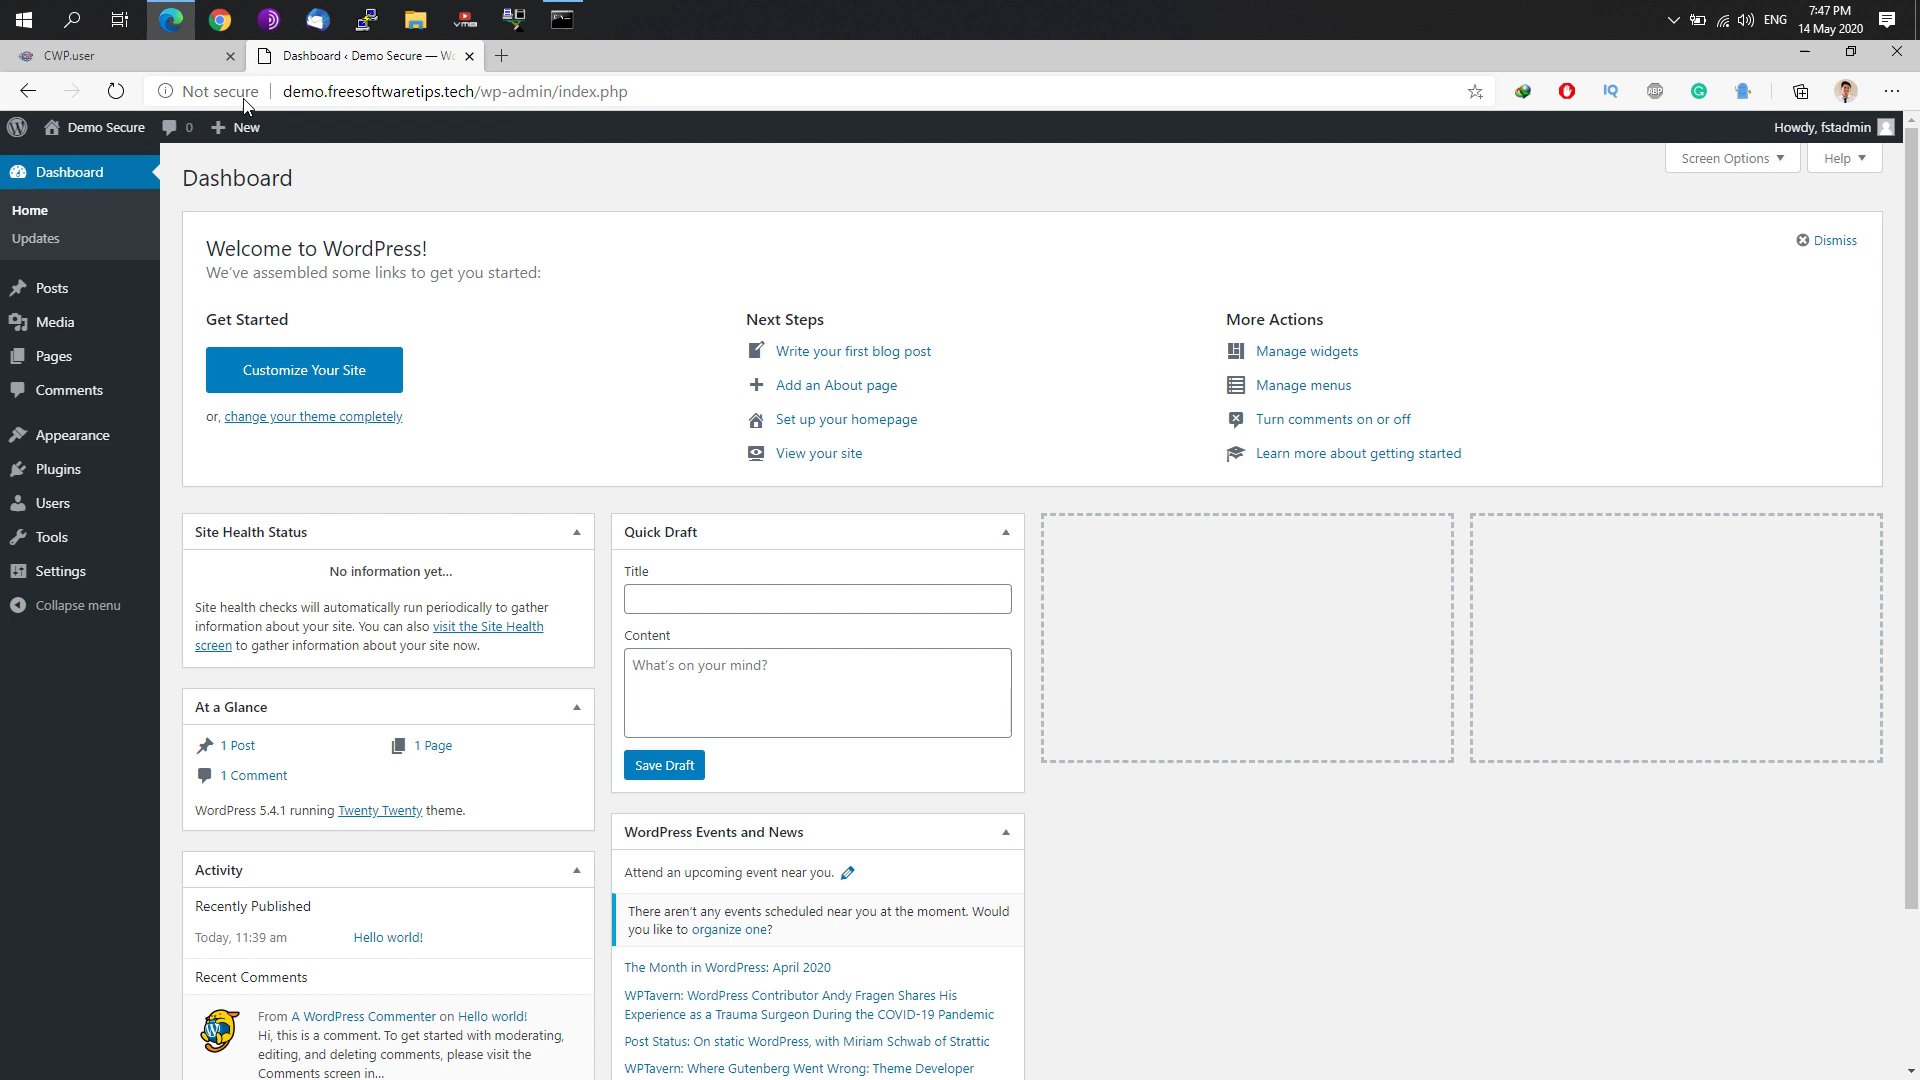 ENG
7:47 PM
14 May 2020
CWP.user
Dashboard ‹ Demo Secure — Wo
Not secure
demo.freesoftwaretips.tech/wp-admin/index.php
IQ
ABP
Demo Secure
0
New
Howdy, fstadmin
Dashboard
Home
Updates
Posts
Media
Pages
Comments
Appearance
Plugins
Users
Tools
Settings
Collapse menu
Screen Options
Help
Dashboard
Welcome to WordPress!
We've assembled some links to get you started:
Dismiss
Get Started
Customize Your Site
or, change your theme completely
Next Steps
Write your first blog post
Add an About page
Set up your homepage
View your site
More Actions
Manage widgets
Manage menus
Turn comments on or off
Learn more about getting started
Site Health Status
No information yet...
Site health checks will automatically run periodically to gather
information about your site. You can also visit the Site Health
screen to gather information about your site now.
At a Glance
1 Post
1 Page
1 Comment
WordPress 5.4.1 running Twenty Twenty theme.
Activity
Recently Published
Today, 11:39 am
Hello world!
Recent Comments
From A WordPress Commenter on Hello world!
Hi, this is a comment. To get started with moderating,
editing, and deleting comments, please visit the
Comments screen in...
Quick Draft
Title
Content
What's on your mind?
Save Draft
WordPress Events and News
Attend an upcoming event near you.
There aren't any events scheduled near you at the moment. Would
you like to organize one?
The Month in WordPress: April 2020
WPTavern: WordPress Contributor Andy Fragen Shares His
Experience as a Trauma Surgeon During the COVID-19 Pandemic
Post Status: On static WordPress, with Miriam Schwab of Strattic
WPTavern: Where Gutenberg Went Wrong: Theme Developer